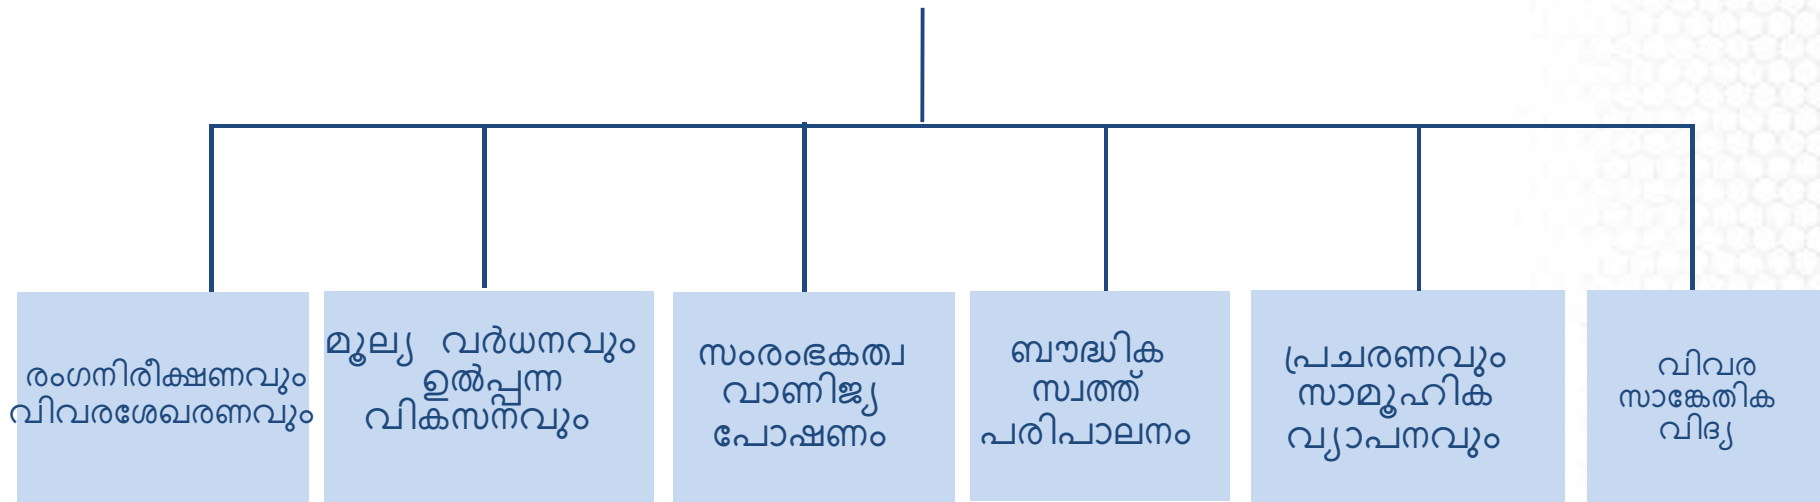 രംഗനിരീക്ഷണവും
വിവരശേഖരണവും
മൂല്യ വർധനവും
ഉൽപ്പന്ന
വികസനവും
സംരംഭകത്വ
വാണിജ്യ
പോഷണം
ബൗദ്ധിക
സ്വത്ത്
പരിപാലനം
പ്രചരണവും
സാമൂഹിക
വ്യാപനവും
വിവര
സാങ്കേതിക
വിദ്യ